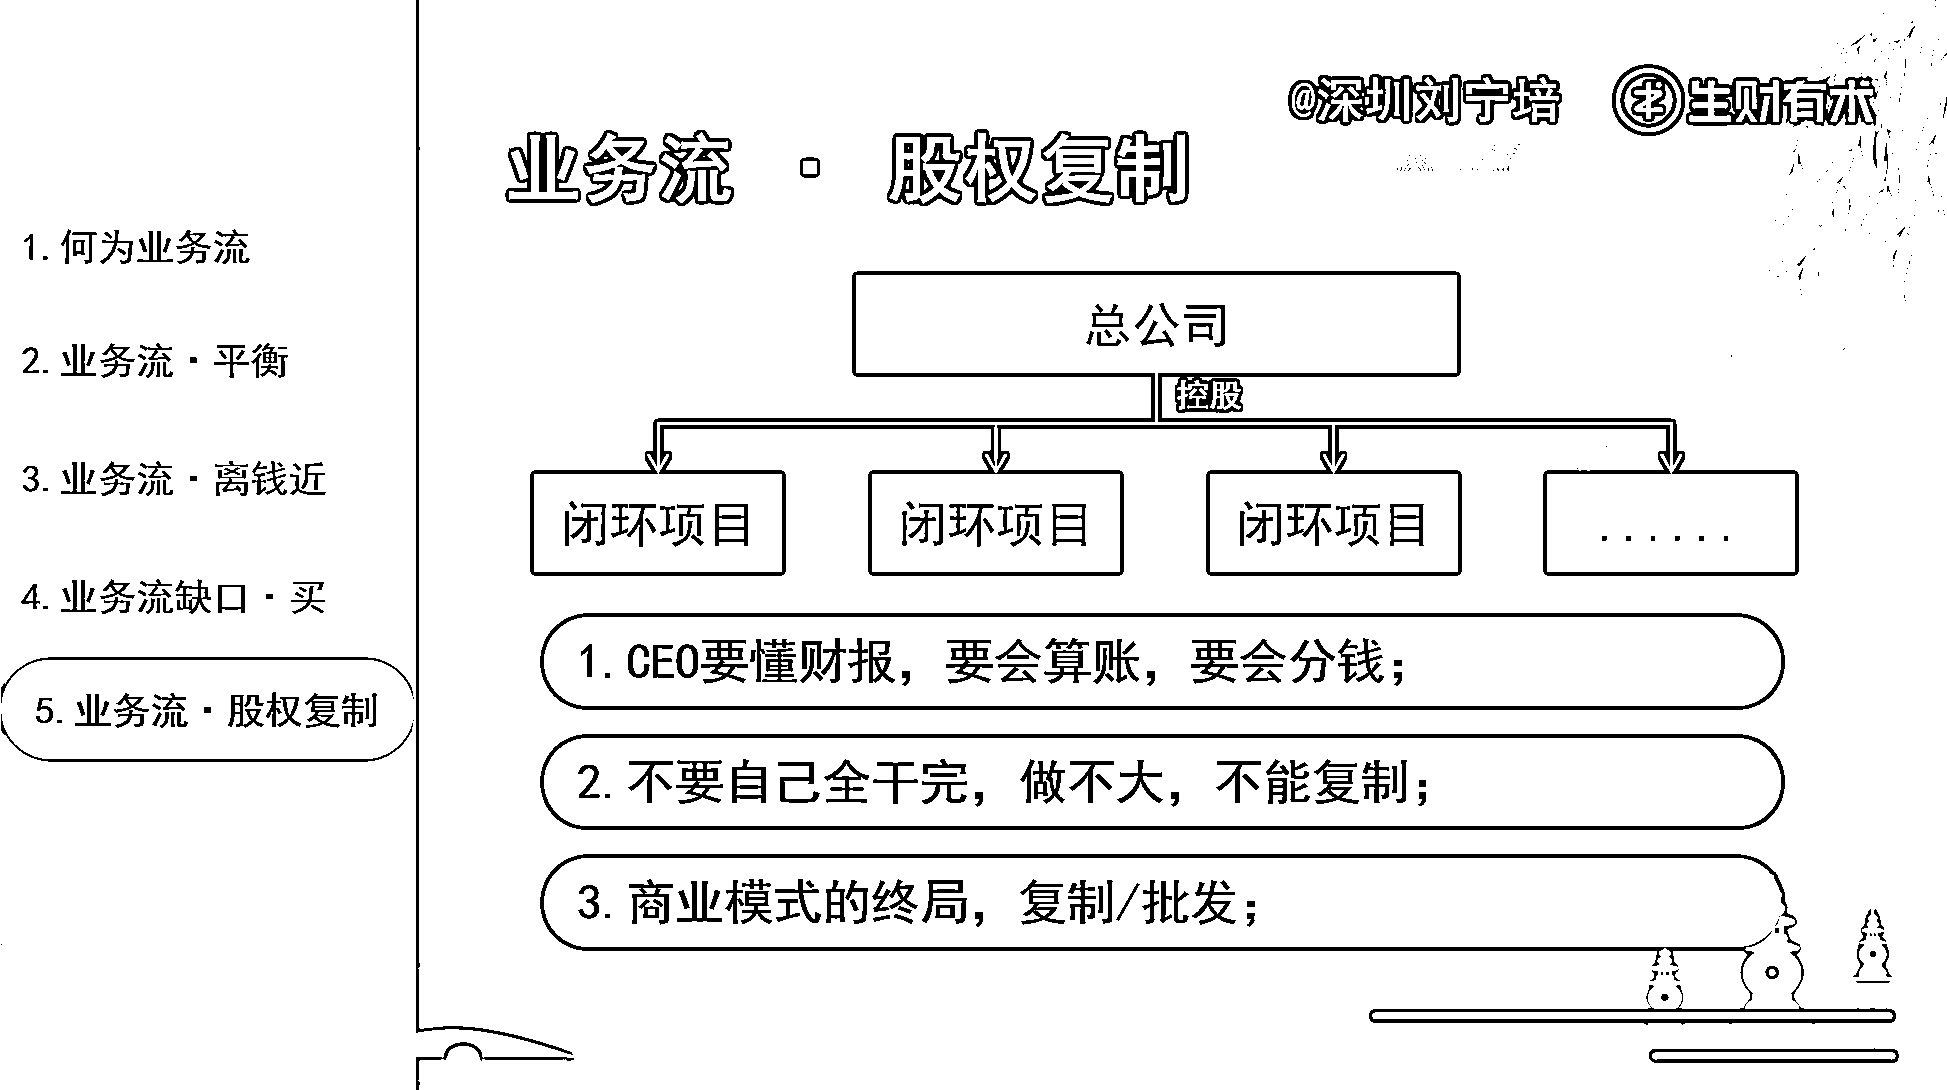 @深圳刘宁培 生财有术
业务流 · 股权复制
1.何为业务流
2.业务流·平衡
3.业务流·离钱近
4.业务流缺口·买
5.业务流·股权复制
总公司
控股
闭环项目 闭环项目 闭环项目 ......
1.CEO要懂财报，要会算账，要会分钱；
2.不要自己全干完，做不大，不能复制；
3.商业模式的终局，复制/批发；